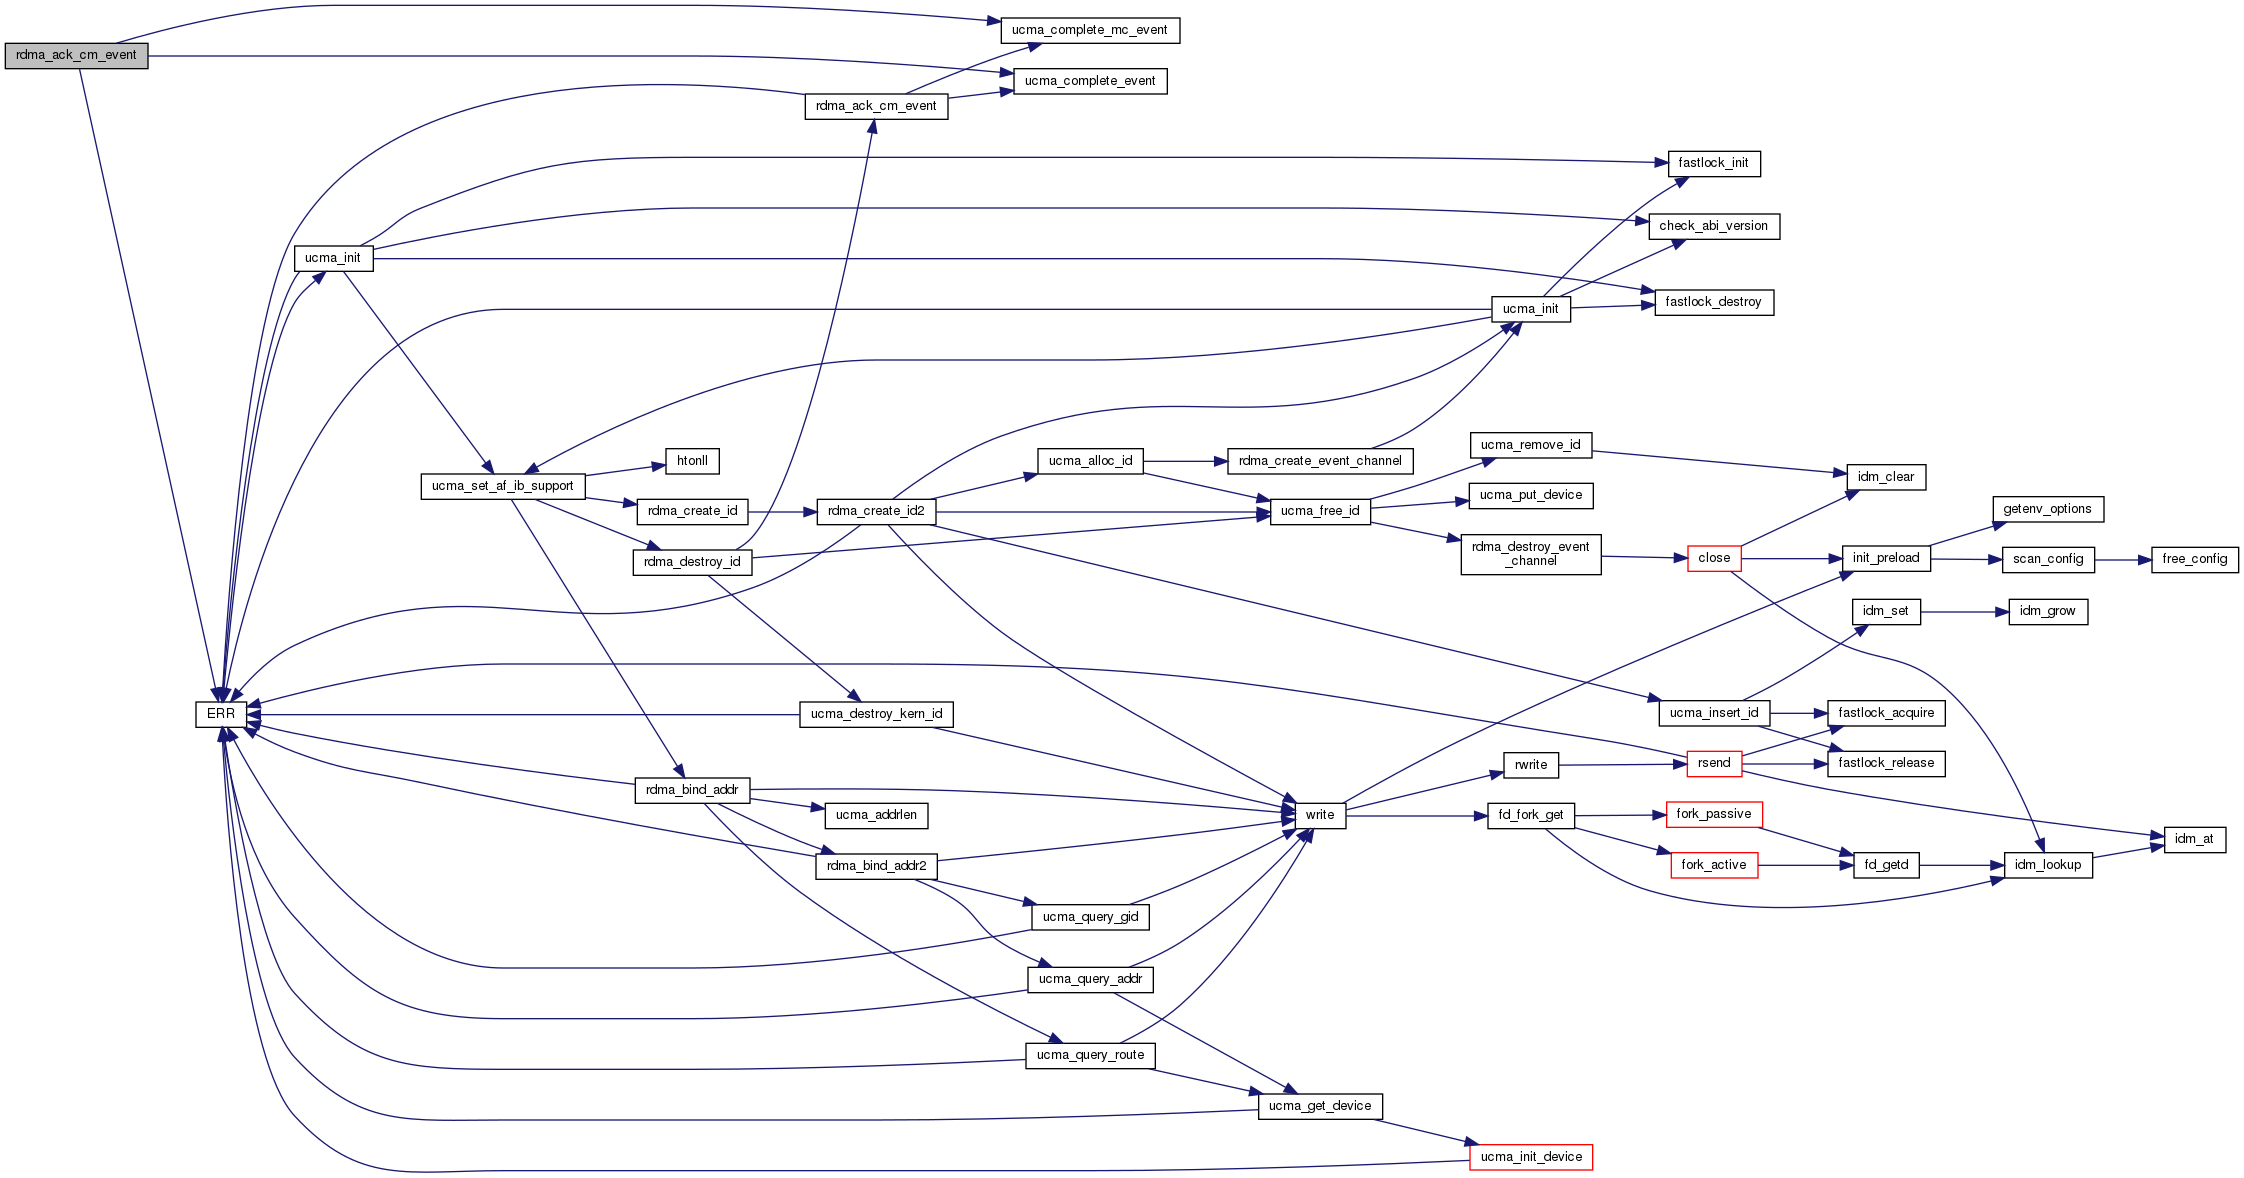 ucma_complete_mc_event
rdma_ack_cm_event
ucma_complete_event
rdma_ack_cm_event
fastlock_init
check_abi_version
ucma_init
fastlock_destroy
ucma_init
ucma_remove_id
htonll
ucma_alloc_id
rdma_create_event_channel
idm_clear
ucma_set_af_ib_support
ucma_put_device
rdma_create_id
rdma_create_id2
ucma_free_id
getenv_options
rdma_destroy_event
_channel
rdma_destroy_id
close
init_preload
scan_config
free_config
idm_set
idm_grow
ERR
ucma_destroy_kern_id
ucma_insert_id
fastlock_acquire
rwrite
rsend
fastlock_release
rdma_bind_addr
ucma_addrlen
write
fd_fork_get
fork_passive
idm_at
rdma_bind_addr2
fork_active
fd_getd
idm_lookup
ucma_query_gid
ucma_query_addr
ucma_query_route
ucma_get_device
ucma_init_device